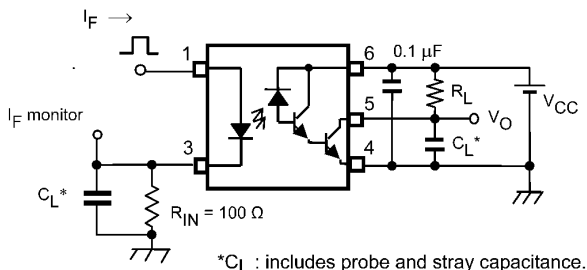 I_F →
1
6
0.1 μF
R_L
V_CC
I_F monitor
5
V_O
3
4
C_L*
C_L*
R_IN = 100 Ω
*C_L : includes probe and stray capacitance.